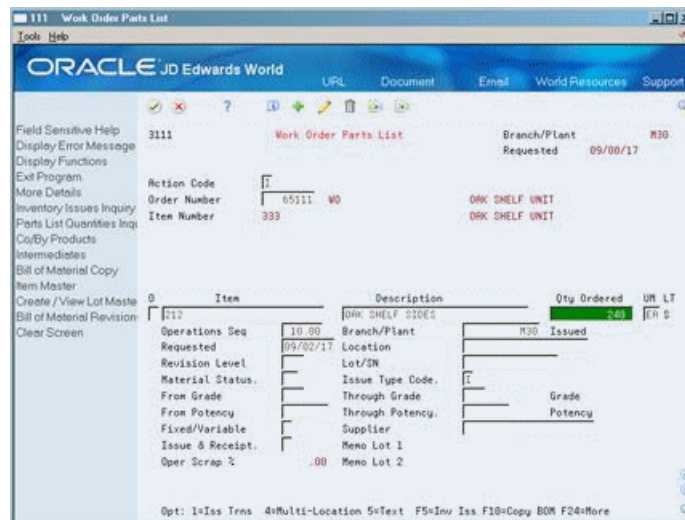 111 Work Order Parts List
Tools Help
ORACLE JD Edwards World
URL Document Email World Resources Support
Field Sensitive Help
Display Error Message
Display Functions
Exit Program
More Details
Inventory Issues Inquiry
Parts List Quantities Inqu
Co/By Products
Intermediates
Bill of Material Copy
Item Master
Create / View Lot Maste
Bill of Material Revision
Clear Screen
3111 Work Order Parts List Branch/Plant M30
Requested 09/08/17
Action Code I
Order Number 65111 WO OAK SHELF UNIT
Item Number 333 OAK SHELF UNIT
O Item Description Qty Ordered UM LT
212 OAK SHELF SIDES 240 EA S
Operations Seq 10.00 Branch/Plant M30 Issued
Requested 09/02/17 Location
Revision Level Lot/SN
Material Status. Issue Type Code. I
From Grade Through Grade Grade
From Potency Through Potency. Potency
Fixed/Variable Supplier
Issue & Receipt. Memo Lot 1
Oper Scrap % .00 Memo Lot 2
Opt: 1=Iss Trns 4=Multi-Location 5=Text F5=Inv Iss F18=Copy BOM F24=More